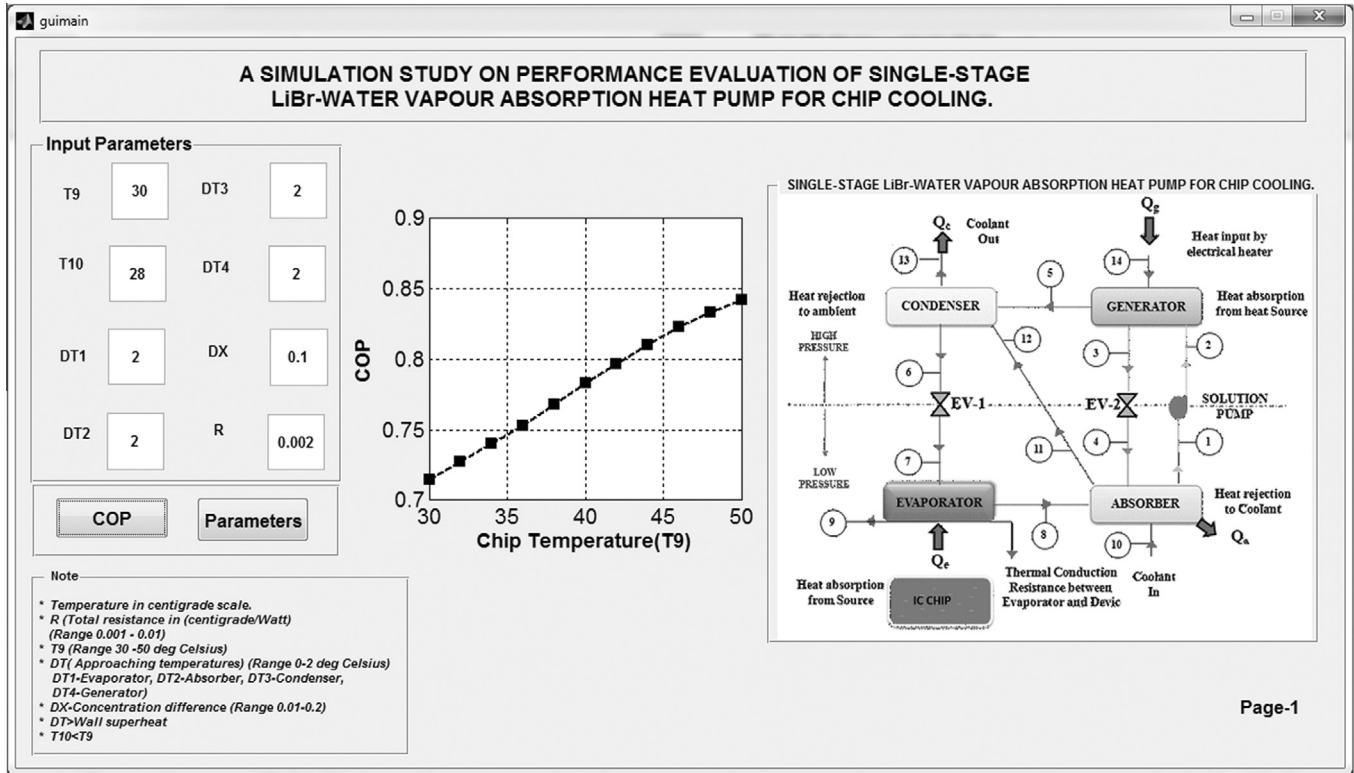 guimain
A SIMULATION STUDY ON PERFORMANCE EVALUATION OF SINGLE-STAGE
LiBr-WATER VAPOUR ABSORPTION HEAT PUMP FOR CHIP COOLING.
Input Parameters
T9 30 DT3 2
T10 28 DT4 2
DT1 2 DX 0.1
DT2 2 R 0.002
COP Parameters
Note
* Temperature in centigrade scale.
* R (Total resistance in (centigrade/Watt)
(Range 0.001 - 0.01)
* T9 (Range 30 -50 deg Celsius)
* DT( Approaching temperatures) (Range 0-2 deg Celsius)
DT1-Evaporator, DT2-Absorber, DT3-Condenser,
DT4-Generator)
* DX-Concentration difference (Range 0.01-0.2)
* DT>Wall superheat
* T10<T9
0.9
0.85
0.8
0.75
0.7
COP
30 35 40 45 50
Chip Temperature(T9)
SINGLE-STAGE LiBr-WATER VAPOUR ABSORPTION HEAT PUMP FOR CHIP COOLING.
Qc
Coolant
Out
Qg
Heat input by
electrical heater
13
5
14
Heat rejection
to ambient
CONDENSER
GENERATOR
Heat absorption
from heat Source
HIGH
PRESSURE
12
3
2
6
EV-1
EV-2
SOLUTION
PUMP
7
11
4
1
LOW
PRESSURE
EVAPORATOR
ABSORBER
Heat rejection
to Coolant
9
8
10
Qa
Qe
Heat absorption
from Source
IC CHIP
Thermal Conduction
Resistance between
Evaporator and Devic
Coolant
In
Page-1